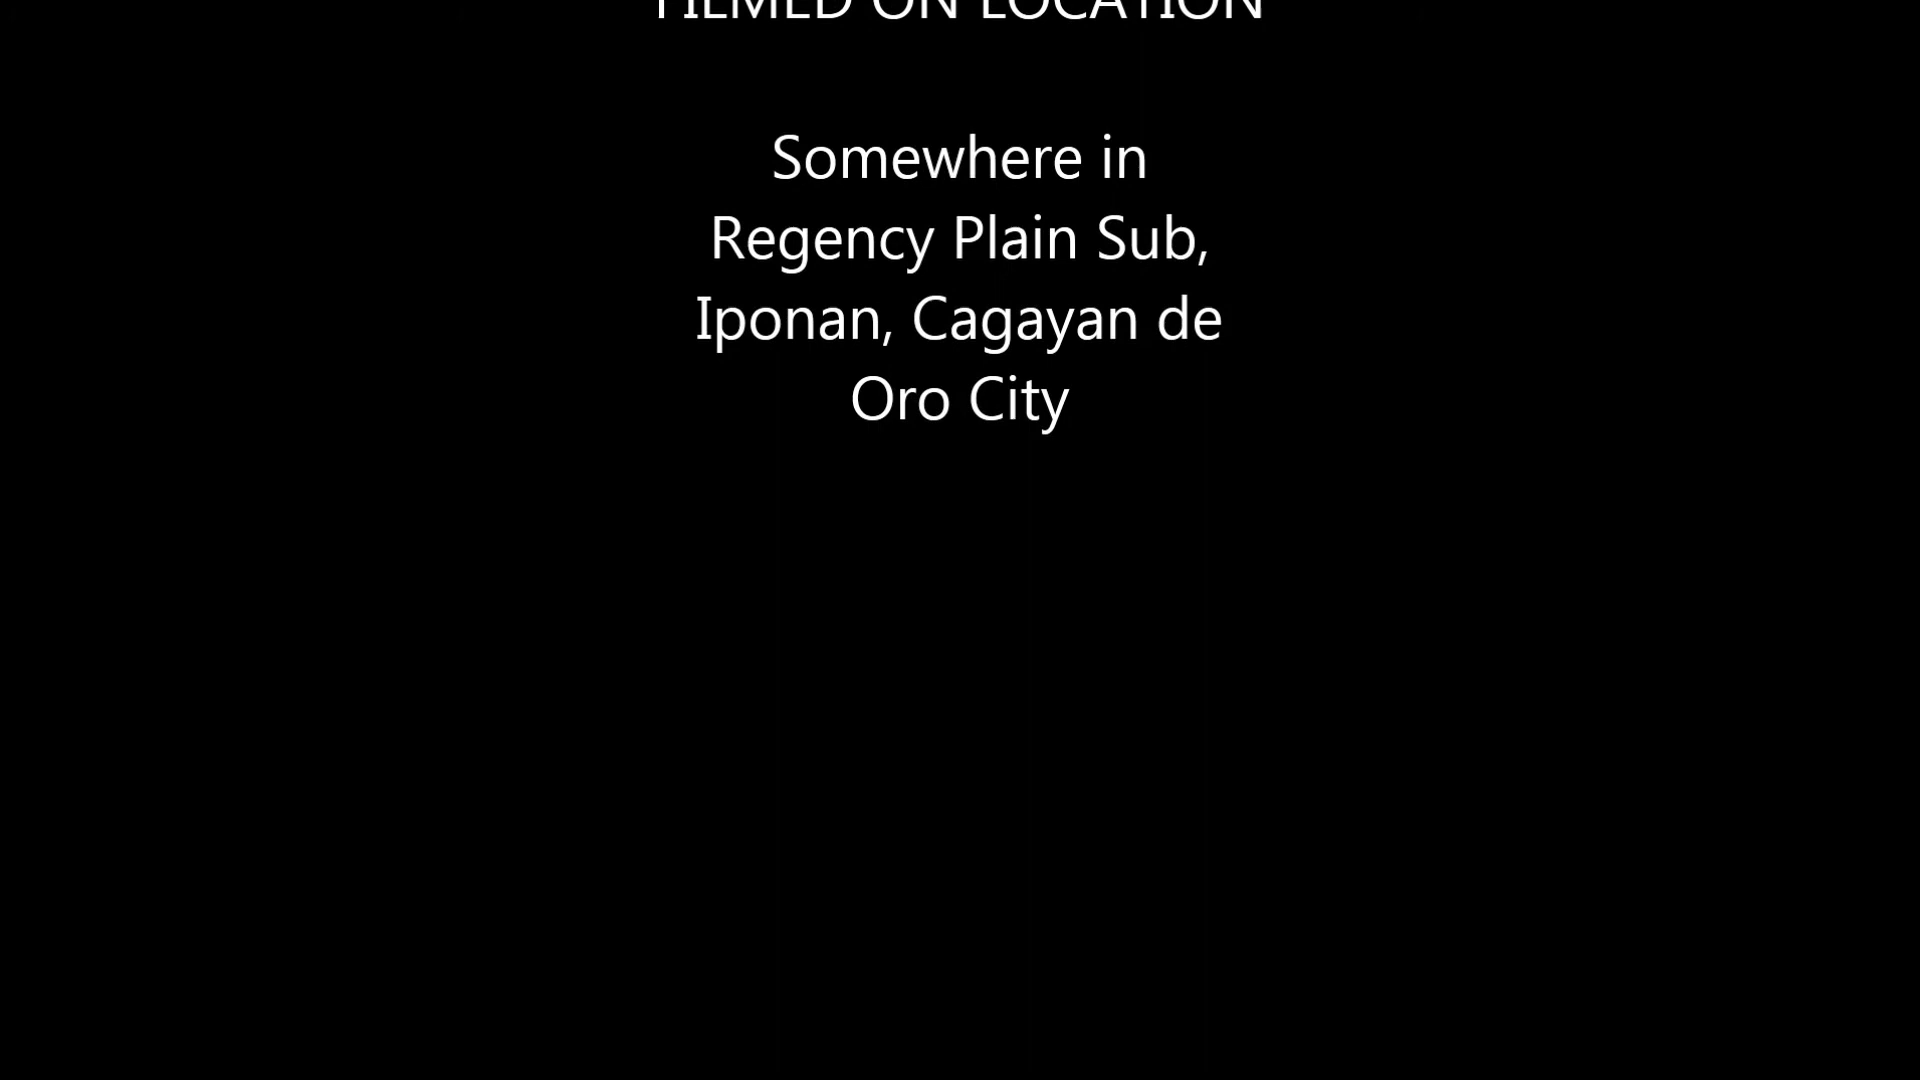 FILMED ON LOCATION
Somewhere in
Regency Plain Sub,
Iponan, Cagayan de
Oro City